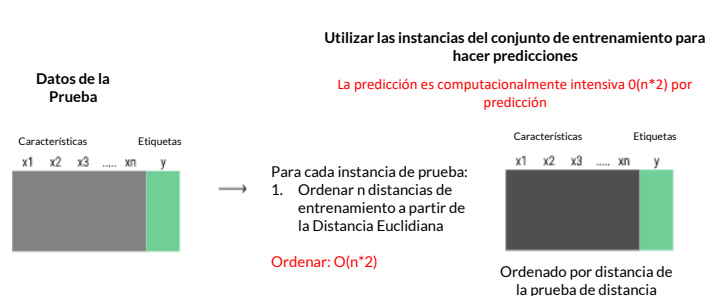 Utilizar las instancias del conjunto de entrenamiento para
hacer predicciones
La predicción es computacionalmente intensiva 0(n*2) por
predicción
Datos de la
Prueba
Característícas Etiquetas
x1 x2 x3 ..... xn y
Para cada instancia de prueba:
1. Ordenar n distancias de
entrenamiento a partir de
la Distancia Euclidiana
Ordenar: O(n*2)
Característícas Etiquetas
x1 x2 x3 ..... xn y
Ordenado por distancia de
la prueba de distancia